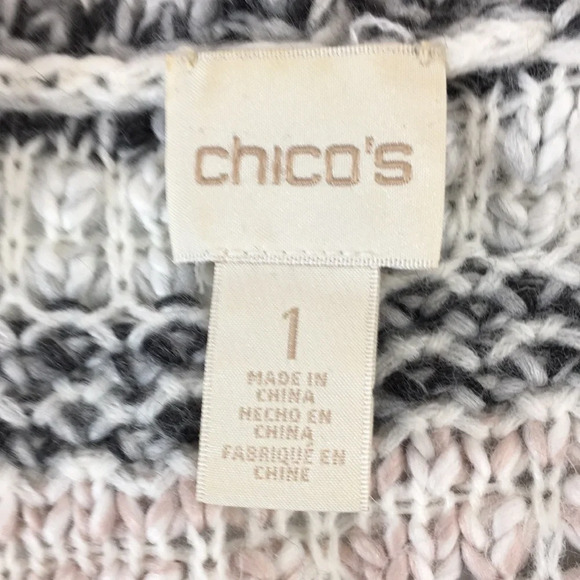 chico's
1
MADE IN
CHINA
HECHO EN
CHINA
FABRIQUÉ EN
CHINE